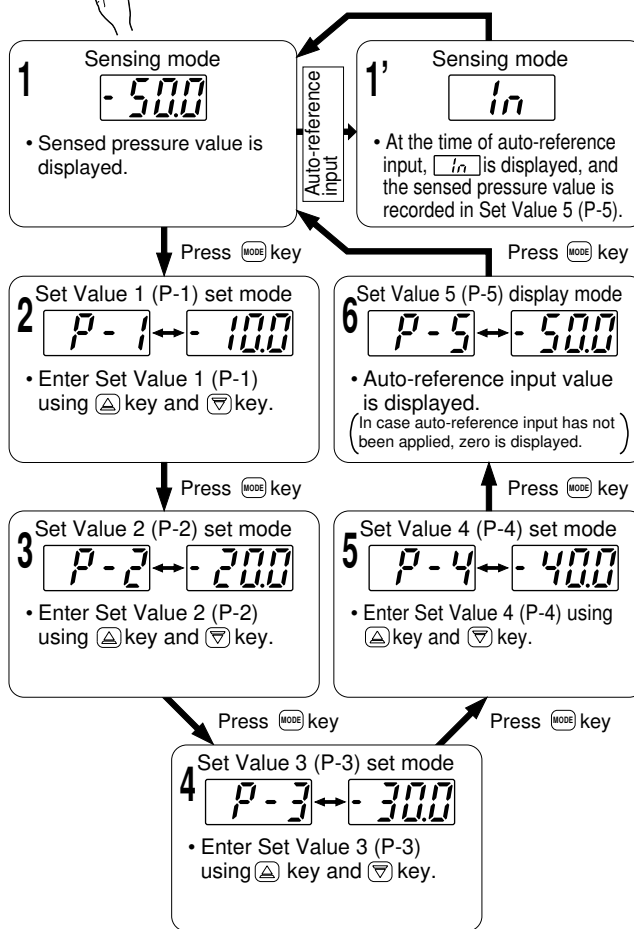 1
Sensing mode
- 50.0
• Sensed pressure value is
displayed.
Auto-reference
input
1'
Sensing mode
In
• At the time of auto-reference
input, In is displayed, and
the sensed pressure value is
recorded in Set Value 5 (P-5).
Press MODE key
2
Set Value 1 (P-1) set mode
P - 1 ↔ - 10.0
• Enter Set Value 1 (P-1)
using △ key and ▽ key.
Press MODE key
3
Set Value 2 (P-2) set mode
P - 2 ↔ - 20.0
• Enter Set Value 2 (P-2)
using △ key and ▽ key.
Press MODE key
4
Set Value 3 (P-3) set mode
P - 3 ↔ - 30.0
• Enter Set Value 3 (P-3)
using △ key and ▽ key.
Press MODE key
5
Set Value 4 (P-4) set mode
P - 4 ↔ - 40.0
• Enter Set Value 4 (P-4) using
△ key and ▽ key.
Press MODE key
6
Set Value 5 (P-5) display mode
P - 5 ↔ - 50.0
• Auto-reference input value
is displayed.
(In case auto-reference input has not
been applied, zero is displayed.)
Press MODE key